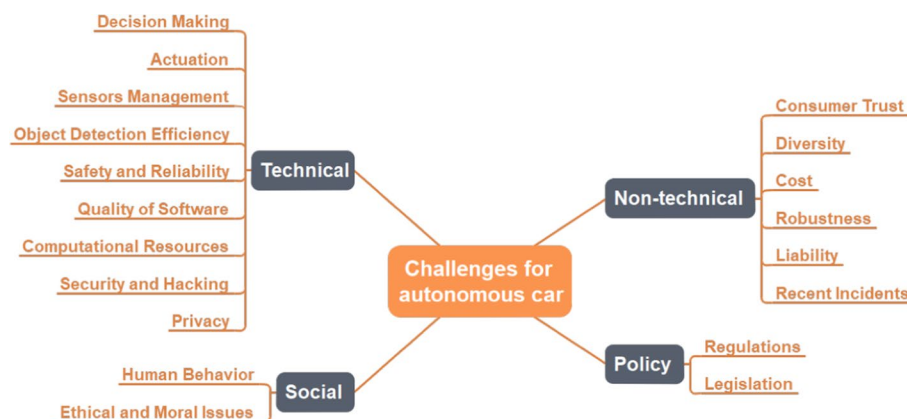 Decision Making
Actuation
Sensors Management
Object Detection Efficiency
Safety and Reliability
Quality of Software
Computational Resources
Security and Hacking
Privacy
Technical
Human Behavior
Ethical and Moral Issues
Social
Challenges for
autonomous car
Non-technical
Consumer Trust
Diversity
Cost
Robustness
Liability
Recent Incidents
Policy
Regulations
Legislation